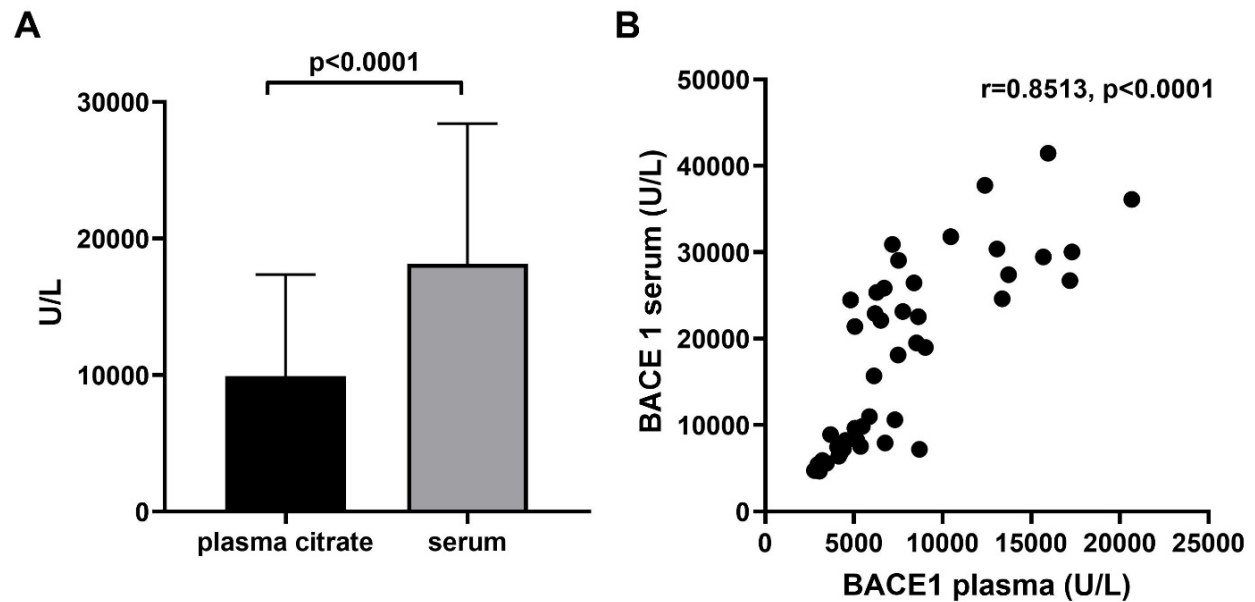 A
p<0.0001
30000
20000
10000
0
U/L
plasma citrate
serum
B
r=0.8513, p<0.0001
50000
40000
30000
20000
10000
0
BACE 1 serum (U/L)
0 5000 10000 15000 20000 25000
BACE1 plasma (U/L)